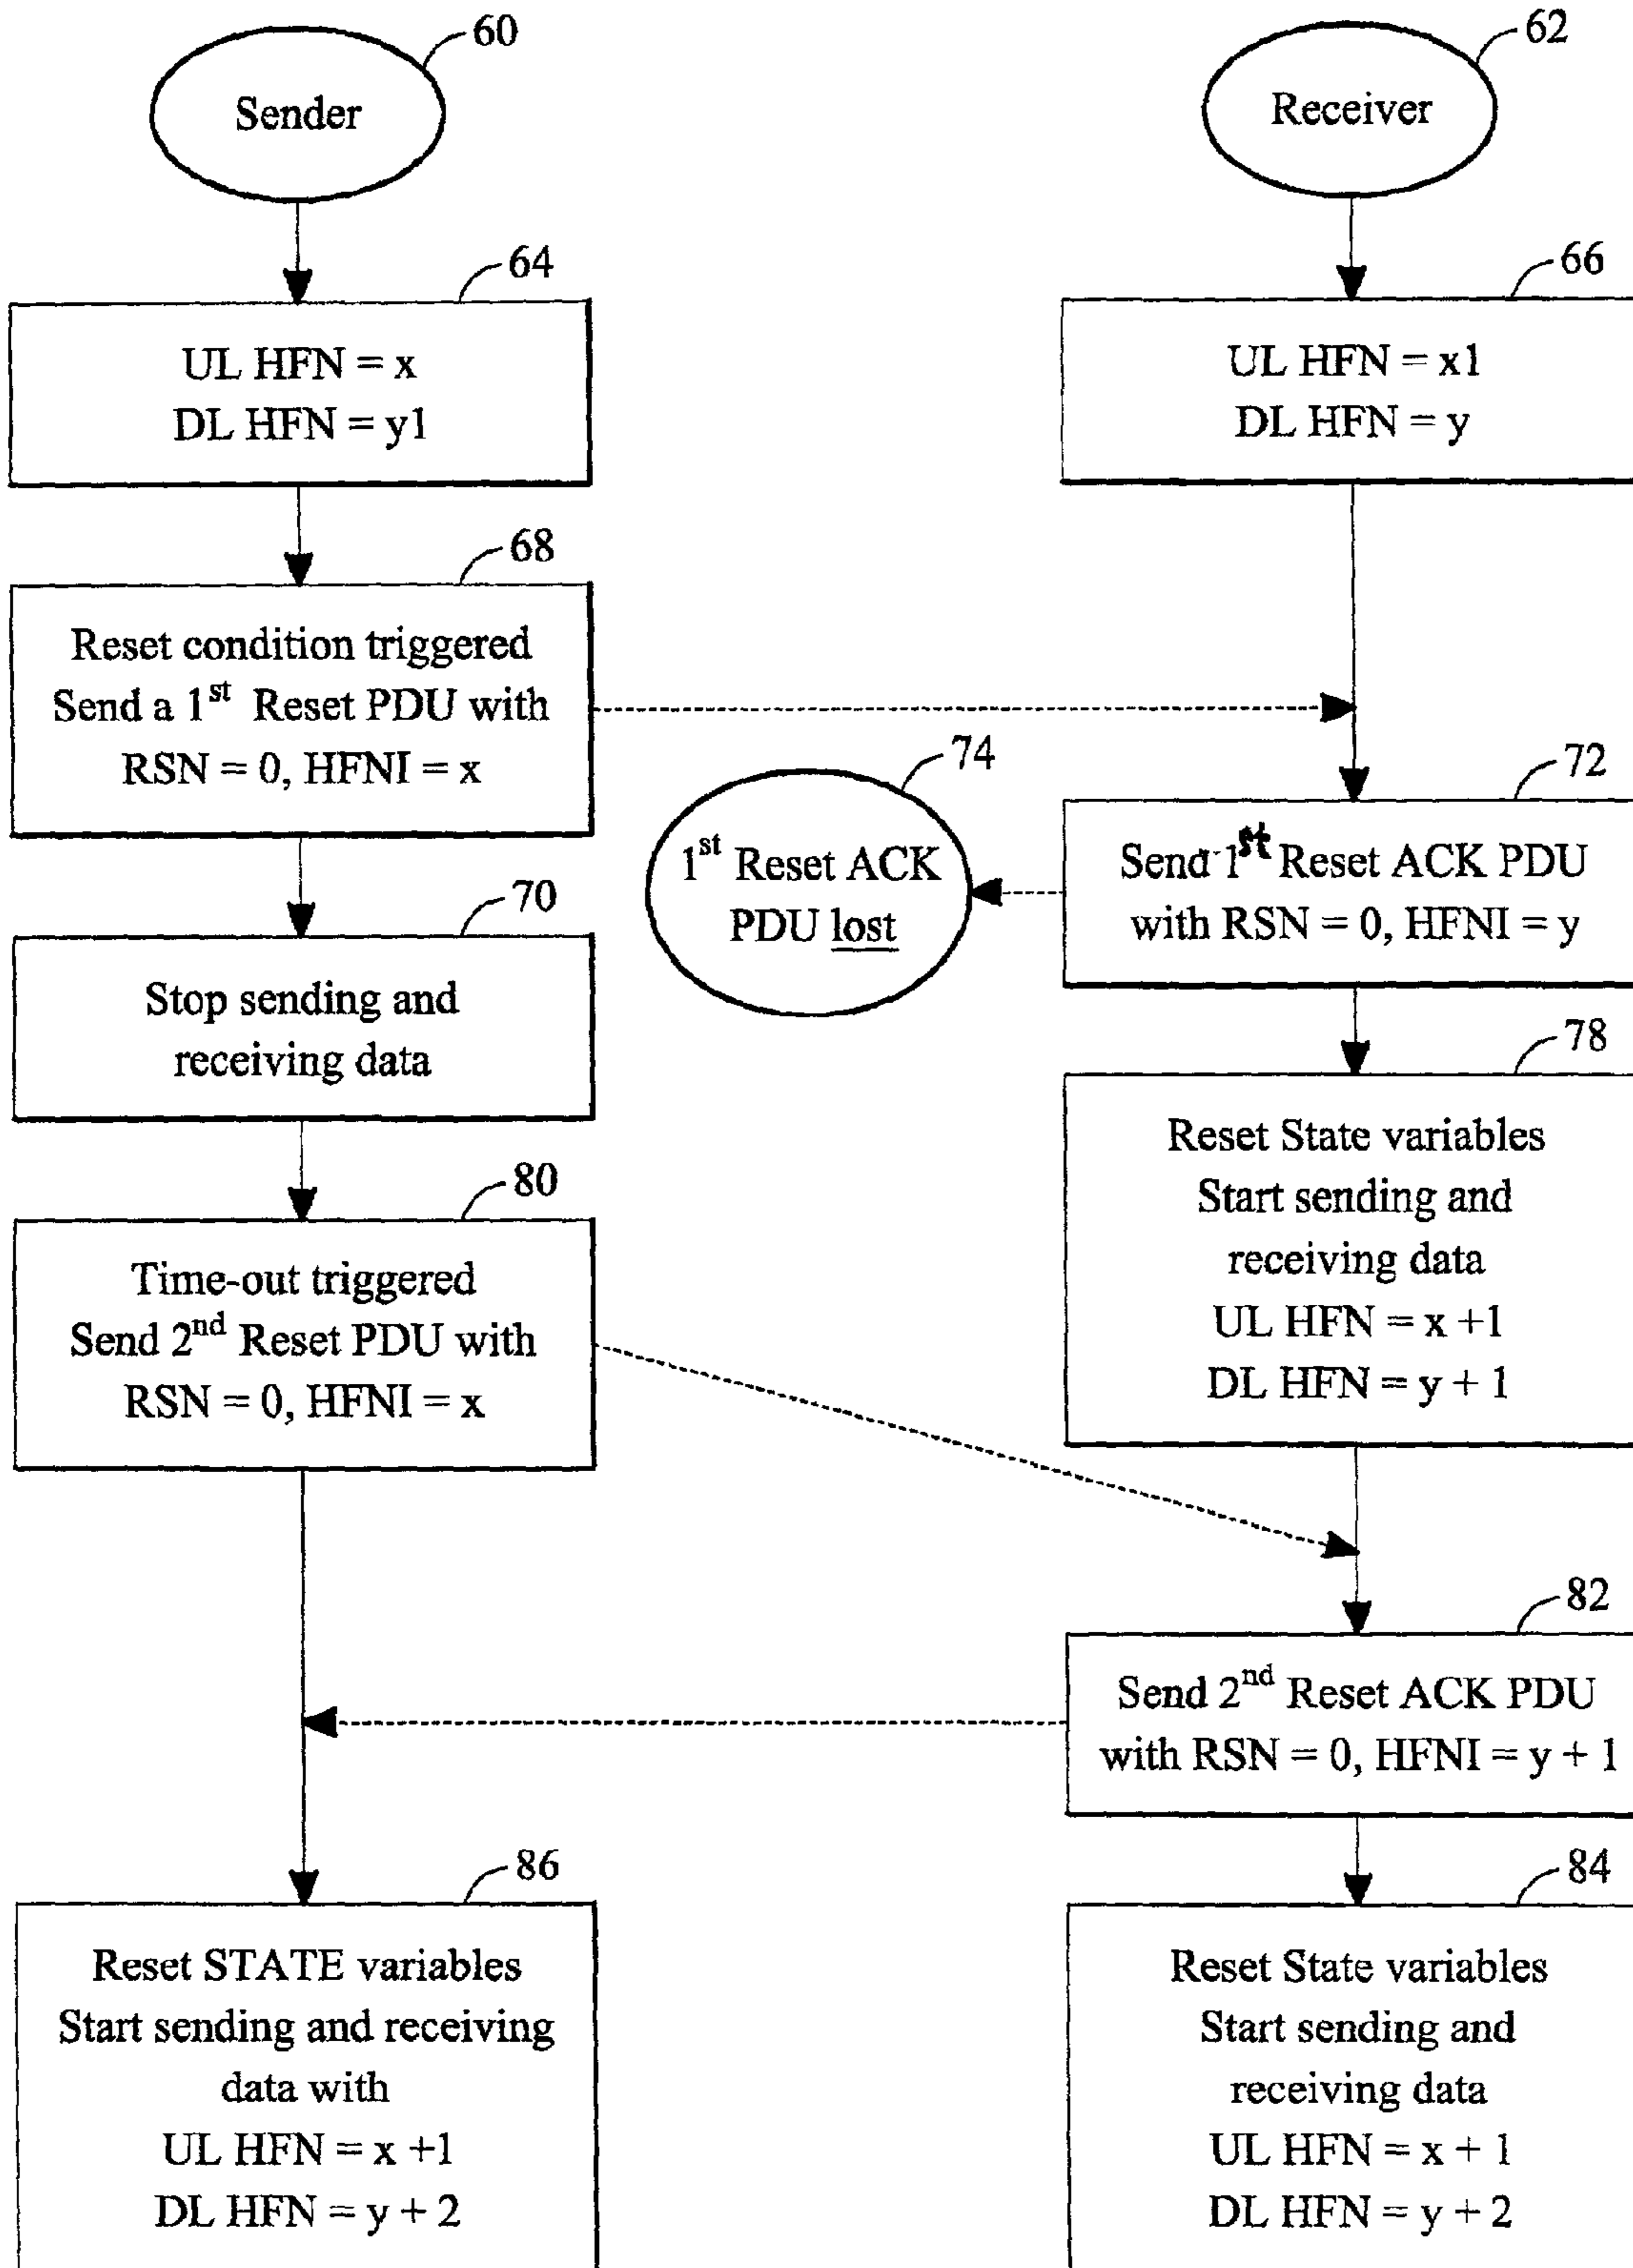 60
Sender
62
Receiver
64
UL HFN = x
DL HFN = y1
66
UL HFN = x1
DL HFN = y
68
Reset condition triggered
Send a 1st Reset PDU with
RSN = 0, HFNI = x
74
1st Reset ACK
PDU lost
72
Send 1st Reset ACK PDU
with RSN = 0, HFNI = y
70
Stop sending and
receiving data
78
Reset State variables
Start sending and
receiving data
UL HFN = x +1
DL HFN = y + 1
80
Time-out triggered
Send 2nd Reset PDU with
RSN = 0, HFNI = x
82
Send 2nd Reset ACK PDU
with RSN = 0, HFNI = y + 1
86
Reset STATE variables
Start sending and receiving
data with
UL HFN = x +1
DL HFN = y + 2
84
Reset State variables
Start sending and
receiving data
UL HFN = x + 1
DL HFN = y + 2